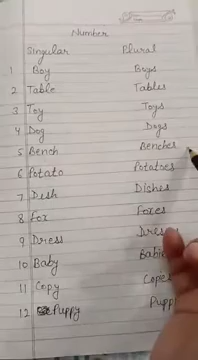 Number
Singular Plural
1 Boy Boys
2 Table Tables
3 Toy Toys
4 Dog Dogs
5 Bench Benches
6 Potato Potatoes
7 Dish Dishes
8 Fox Foxes
9 Dress
10 Baby
11 Copy
12 Puppy